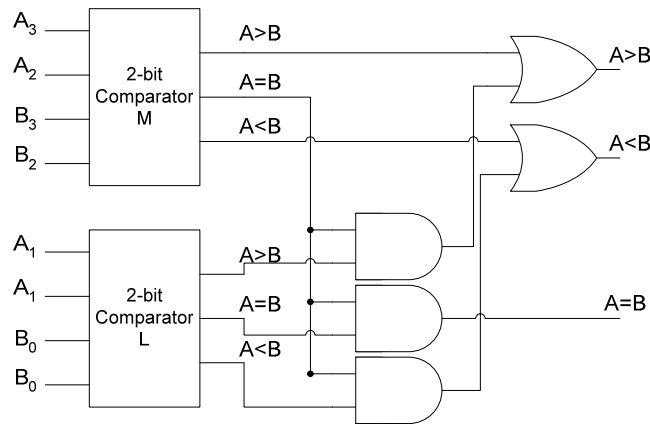 A3
A2
B3
B2
2-bit
Comparator
M
A>B
A=B
A<B
A>B
A<B
A1
A1
B0
B0
2-bit
Comparator
L
A>B
A=B
A<B
A=B